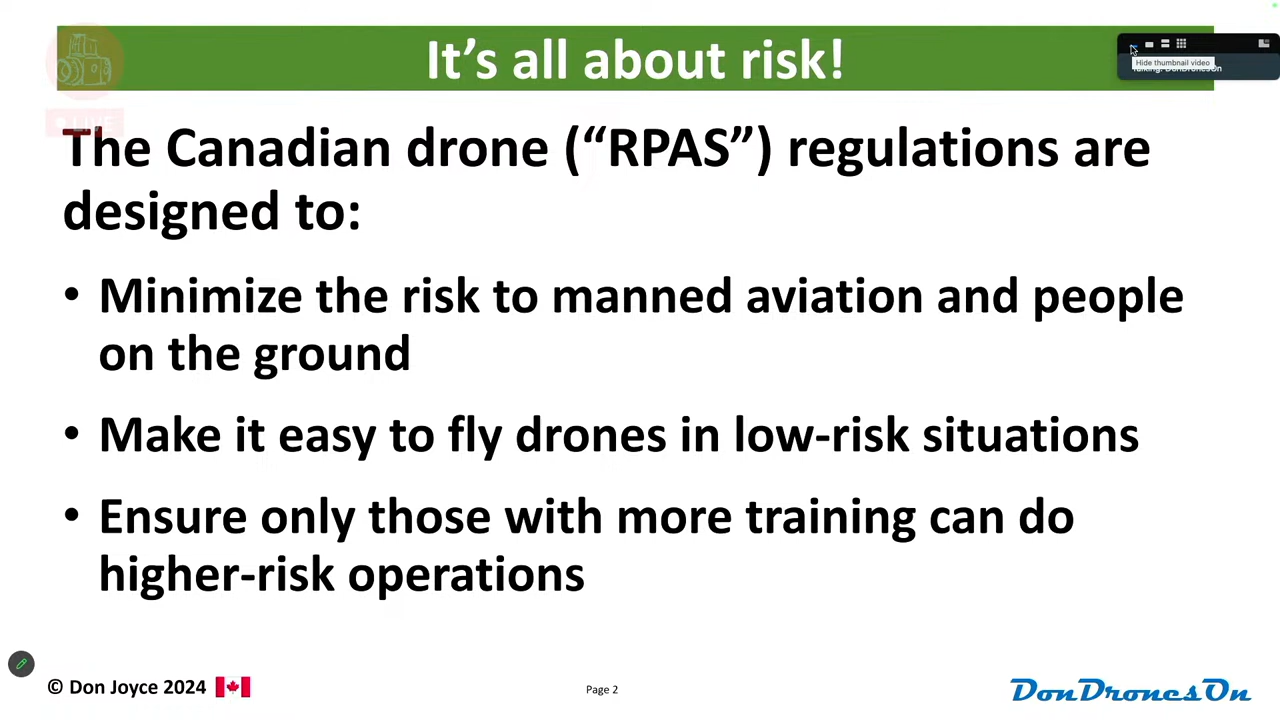 It's all about risk!
Hide thumbnail video
LIVE
The Canadian drone (“RPAS”) regulations are
designed to:
• Minimize the risk to manned aviation and people
on the ground
• Make it easy to fly drones in low-risk situations
• Ensure only those with more training can do
higher-risk operations
© Don Joyce 2024
Page 2
DonDronesOn